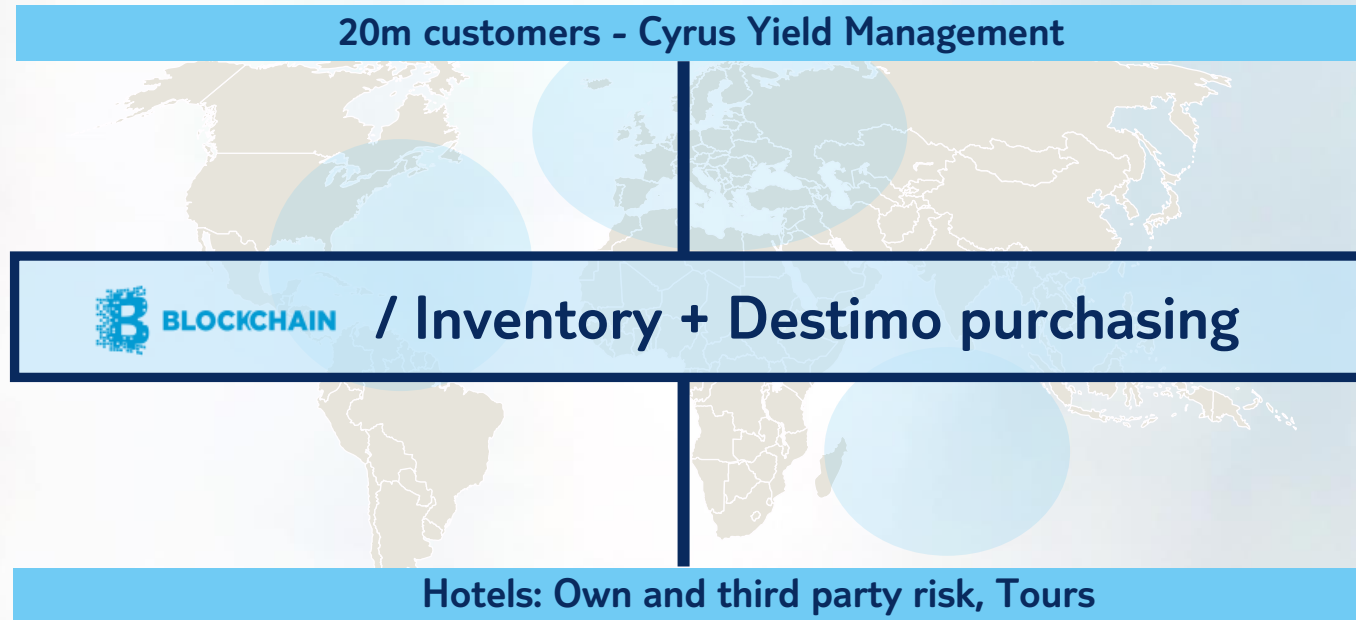 20m customers - Cyrus Yield Management
BLOCKCHAIN / Inventory + Destimo purchasing
Hotels: Own and third party risk, Tours